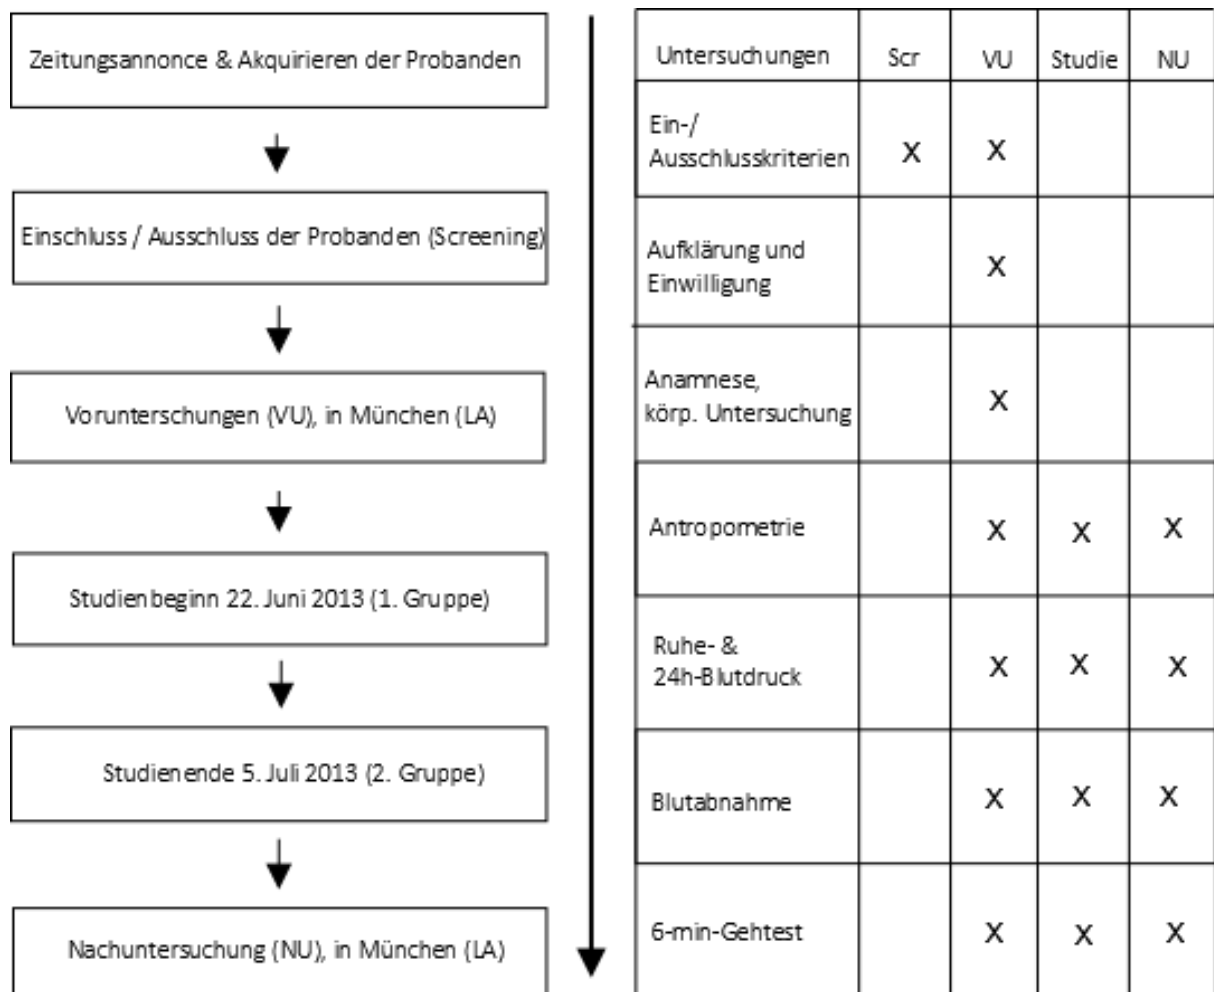 Zeitungsannonce & Akquirieren der Probanden
Einschluss / Ausschluss der Probanden (Screening)
Vorunterschungen (VU), in München (LA)
Studienbeginn 22. Juni 2013 (1. Gruppe)
Studienende 5. Juli 2013 (2. Gruppe)
Nachuntersuchung (NU), in München (LA)
Untersuchungen Scr VU Studie NU
Ein-/
Ausschlusskriterien X X
Aufklärung und
Einwilligung X
Anamnese,
körp. Untersuchung X
Antropometrie X X X
Ruhe- &
24h-Blutdruck X X X
Blutabnahme X X X
6-min-Gehtest X X X